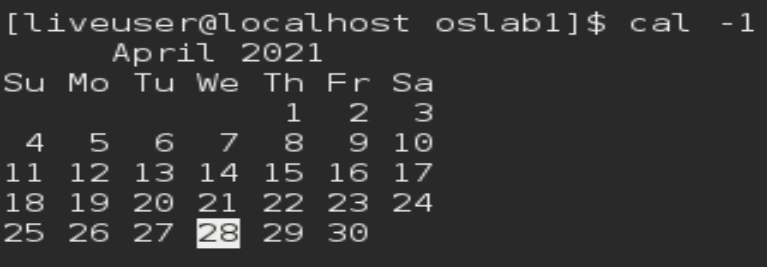 [liveuser@localhost oslab1]$ cal -1
     April 2021
Su Mo Tu We Th Fr Sa
             1  2  3
 4  5  6  7  8  9 10
11 12 13 14 15 16 17
18 19 20 21 22 23 24
25 26 27 28 29 30